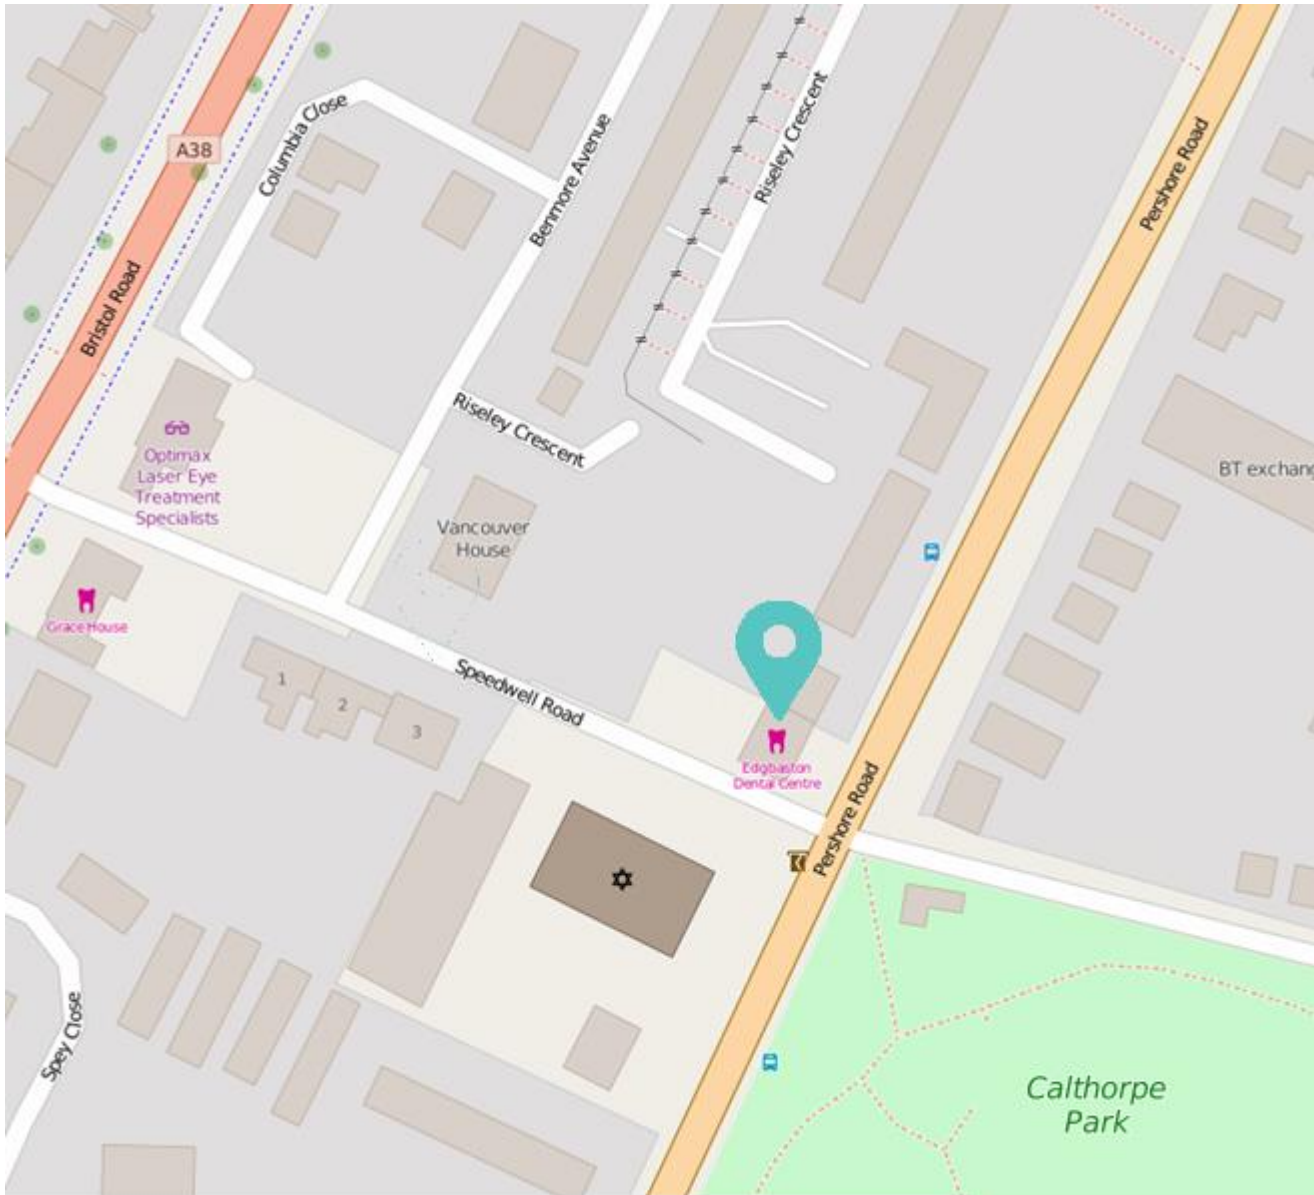 A38
Columbia Close
Benmore Avenue
Riseley Crescent
Pershore Road
Bristol Road
Riseley Crescent
Optimax
Laser Eye
Treatment
Specialists
BT exchang
Vancouver
House
Grace House
1
2
3
Speedwell Road
Edgbaston
Dental Centre
Pershore Road
Spey Close
Calthorpe
Park